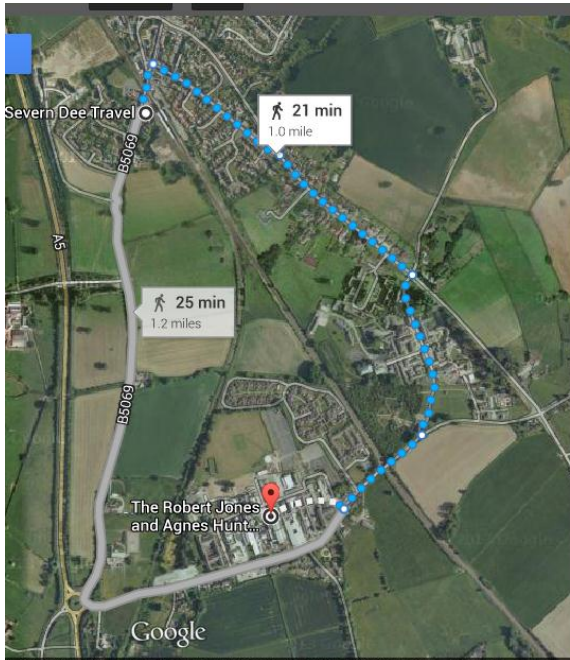 Severn Dee Travel
21 min
1.0 mile
B5069
A5
25 min
1.2 miles
B5069
The Robert Jones
and Agnes Hunt...
Google